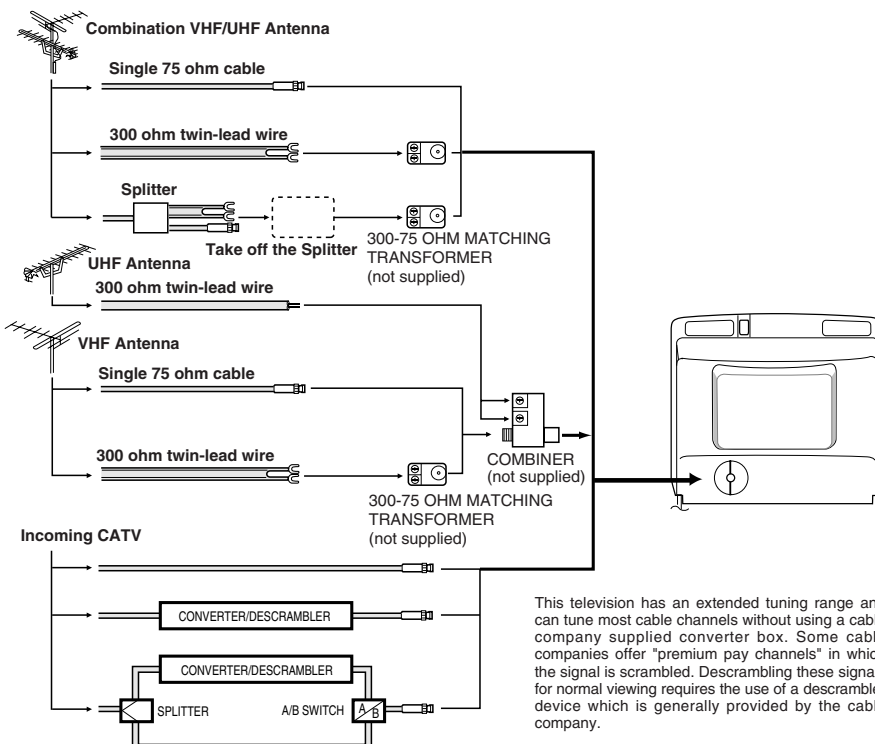 Combination VHF/UHF Antenna
Single 75 ohm cable
300 ohm twin-lead wire
Splitter
Take off the Splitter
300-75 OHM MATCHING
TRANSFORMER
(not supplied)
UHF Antenna
300 ohm twin-lead wire
VHF Antenna
Single 75 ohm cable
300 ohm twin-lead wire
COMBINER
(not supplied)
300-75 OHM MATCHING
TRANSFORMER
(not supplied)
Incoming CATV
CONVERTER/DESCRAMBLER
CONVERTER/DESCRAMBLER
SPLITTER
A/B SWITCH
A/B
This television has an extended tuning range an
can tune most cable channels without using a cabl
company supplied converter box. Some cabl
companies offer "premium pay channels" in whic
the signal is scrambled. Descrambling these signa
for normal viewing requires the use of a descramble
device which is generally provided by the cabl
company.